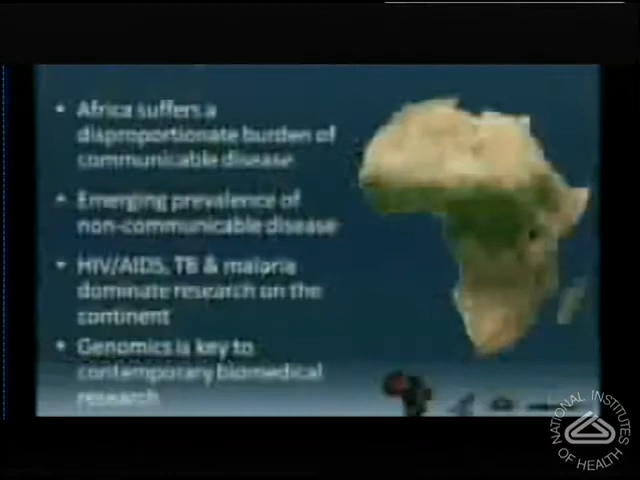 • Africa suffers a
disproportionate burden of
communicable disease
• Emerging prevalence of
non-communicable disease
• HIV/AIDS, TB & malaria
dominate research on the
continent
• Genomics is key to
contemporary biomedical
research
NATIONAL INSTITUTES
OF HEALTH